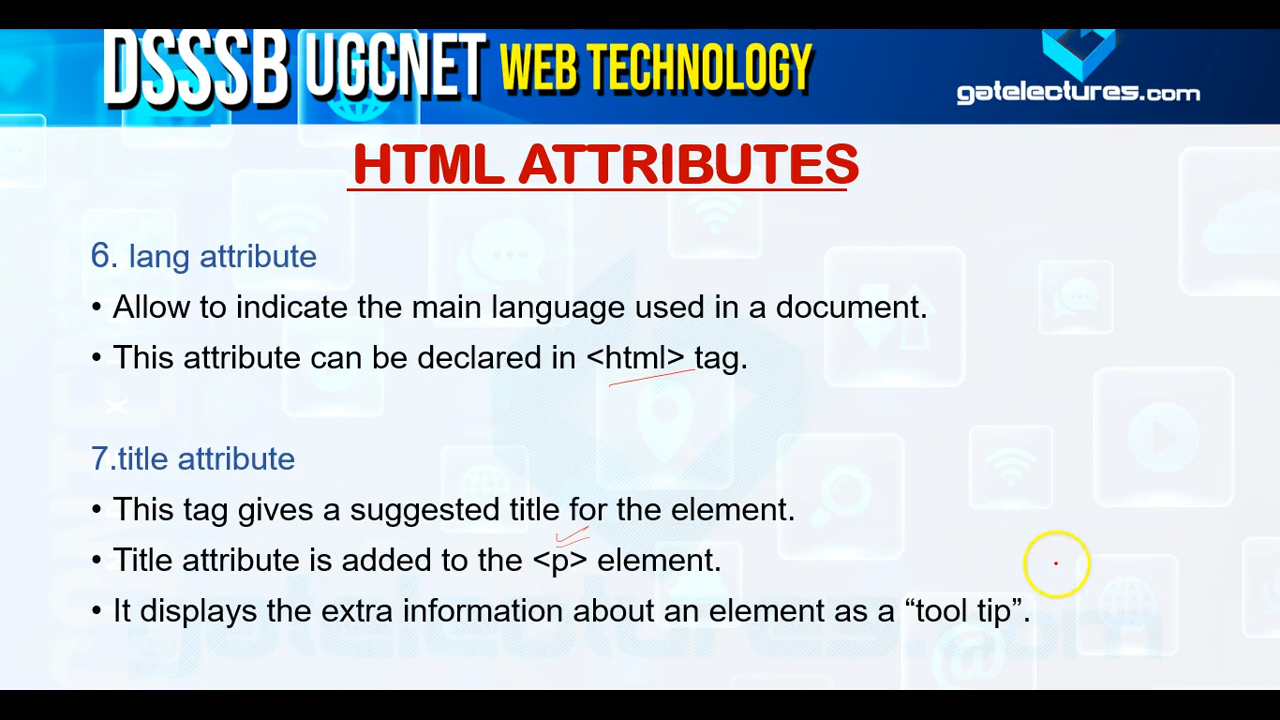 DSSSB UGCNET WEB TECHNOLOGY
gatelectures.com
HTML ATTRIBUTES
6. lang attribute
• Allow to indicate the main language used in a document.
• This attribute can be declared in <html> tag.
7.title attribute
• This tag gives a suggested title for the element.
• Title attribute is added to the <p> element.
• It displays the extra information about an element as a “tool tip”.
gatelectures.com